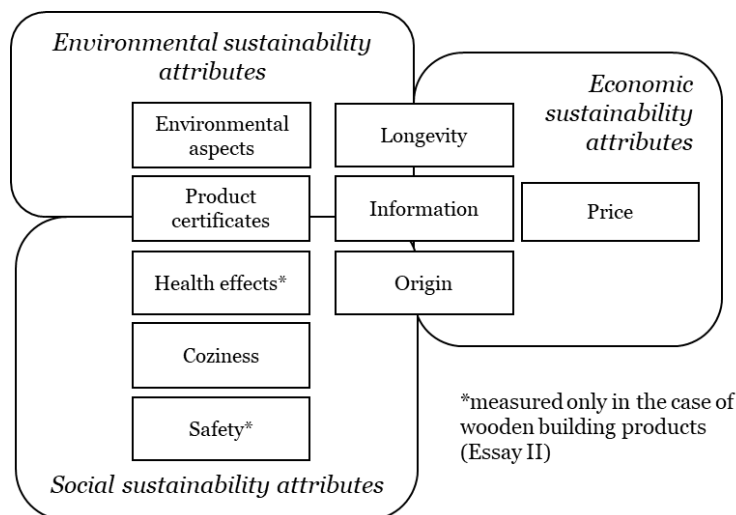 Environmental sustainability
attributes
Economic
sustainability
attributes
Environmental
aspects
Longevity
Product
certificates
Information
Price
Health effects*
Origin
Coziness
Safety*
Social sustainability attributes
*measured only in the case of
wooden building products
(Essay II)